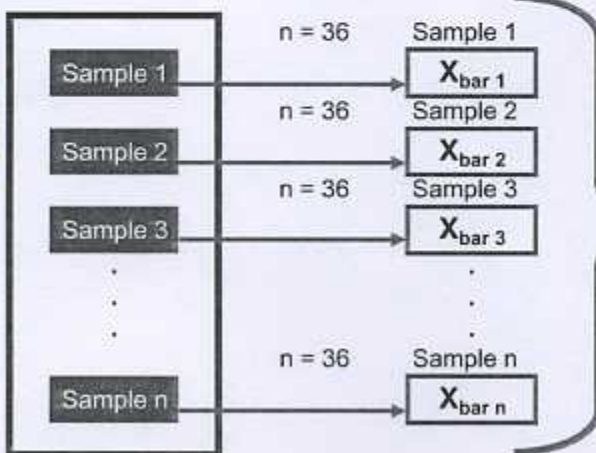 n = 36 Sample 1
Sample 1 X bar 1
n = 36 Sample 2
Sample 2 X bar 2
n = 36 Sample 3
Sample 3 X bar 3
n = 36 Sample n
Sample n X bar n